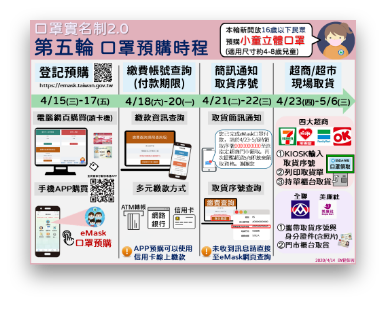 口罩實名制2.0
第五輪 口罩預購時程
本輪新開放16歲以下民眾
預購小童立體口罩
(適用尺寸約4-8歲兒童)
登記預購
https://emask.taiwan.gov.tw
繳費帳號查詢
(付款期限)
簡訊通知
取貨序號
超商/超市
現場取貨
4/15(三)-17(五)
4/18(六)-20(一)
4/21(二)-22(三)
4/23(四)-5/6(三)
電腦網頁購買(讀卡機)
手機APP購買
eMask
口罩預購
繳款資訊查詢
多元繳款方式
ATM轉帳
網路
銀行
信用卡
APP預購可以使用
信用卡線上繳款
取貨簡訊通知
取貨序號查詢
未收到訊息請直接
至eMask網頁查詢
四大超商
OK
①KIOSK輸入
取貨序號
②列印取貨單
③持單櫃台取貨
全聯
美廉社
①攜帶取貨序號與
身分證件(含照片)
②門市櫃台取貨